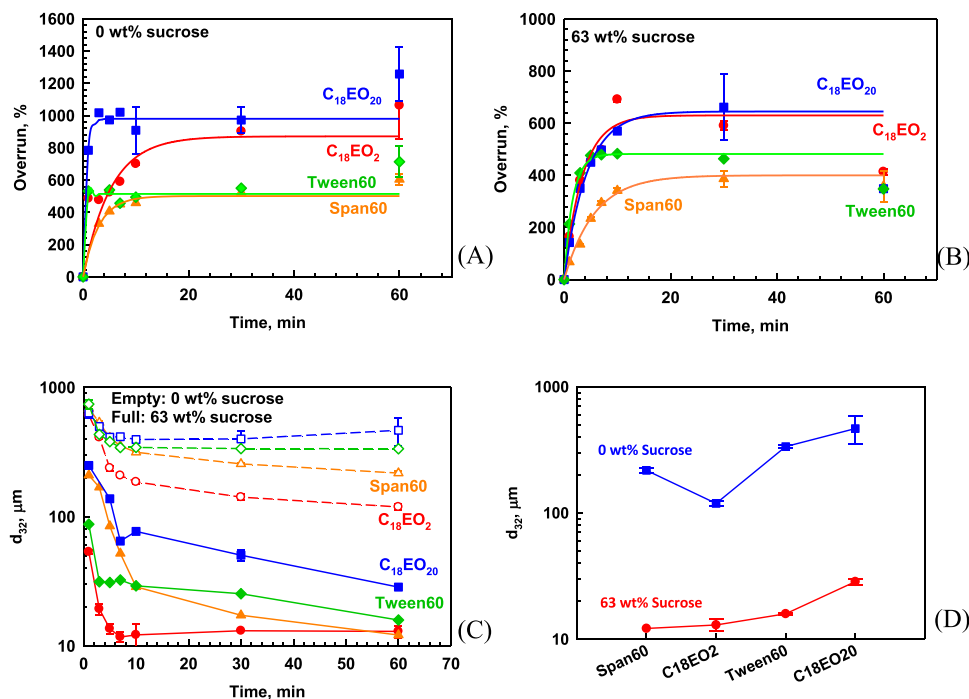 0 wt% sucrose
Overrun, %
1600
1400
1200
1000
800
600
400
200
0
C₁₈EO₂₀
C₁₈EO₂
Tween60
Span60
0 20 40 60
Time, min
(A)
63 wt% sucrose
Overrun, %
1000
800
600
400
200
0
C₁₈EO₂₀
C₁₈EO₂
Span60
Tween60
0 20 40 60
Time, min
(B)
Empty: 0 wt% sucrose
Full: 63 wt% sucrose
d₃₂, μm
1000
100
10
Span60
C₁₈EO₂
C₁₈EO₂₀
Tween60
0 10 20 30 40 50 60 70
Time, min
(C)
d₃₂, μm
1000
100
10
0 wt% Sucrose
63 wt% Sucrose
Span60
C18EO2
Tween60
C18EO20
(D)